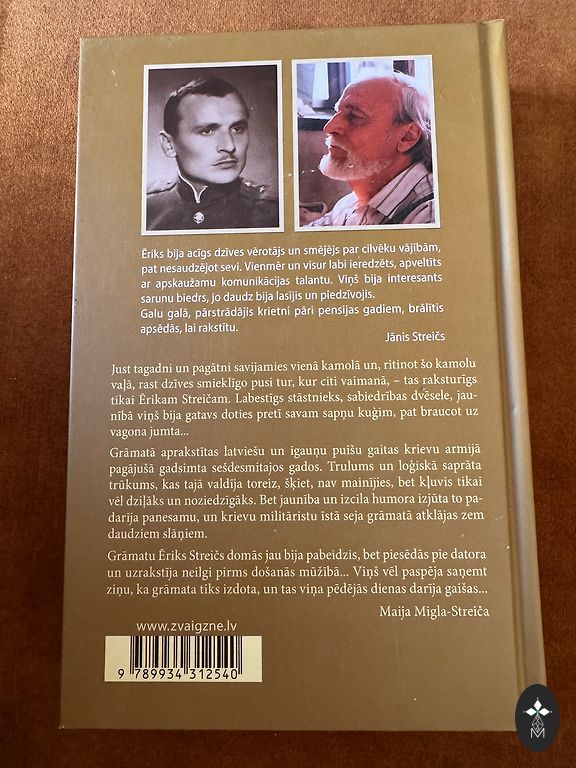 Ēriks bija acīgs dzīves vērotājs un smējējs par cilvēku vājībām,
pat nesaudzējot sevi. Vienmēr un visur labi ieredzēts, apveltīts
ar apskaužamu komunikācijas talantu. Viņš bija interesants
sarunu biedrs, jo daudz bija lasījis un piedzīvojis.
Galu galā, pārstrādājis krietni pāri pensijas gadiem, brālītis
apsēdās, lai rakstītu.
Jānis Streičs
Just tagadni un pagātni savijamies vienā kamolā un, ritinot šo kamolu
vaļā, rast dzīves smieklīgo pusi tur, kur citi vaimanā, – tas raksturīgs
tikai Ērikam Streičam. Labestīgs stāstnieks, sabiedrības dvēsele, jau-
nībā viņš bija gatavs doties pretī savam sapņu kuģim, pat braucot uz
vagona jumta...
Grāmatā aprakstītas latviešu un igauņu puišu gaitas krievu armijā
pagājušā gadsimta sešdesmitajos gados. Trulums un loģiskā saprāta
trūkums, kas tajā valdīja toreiz, šķiet, nav mainījies, bet kļuvis tikai
vēl dziļāks un noziedzīgāks. Bet jaunība un izcila humora izjūta to pa-
darīja panesamu, un krievu militāristu īstā seja grāmatā atklājas zem
daudziem slāņiem.
Grāmatu Ēriks Streičs domās jau bija pabeidzis, bet piesēdās pie datora
un uzrakstīja neilgi pirms došanās mūžībā... Viņš vēl paspēja saņemt
ziņu, ka grāmata tiks izdota, un tas viņa pēdējās dienas darīja gaišas...
Maija Migla-Streiča
www.zvaigzne.lv
9 789934 312540